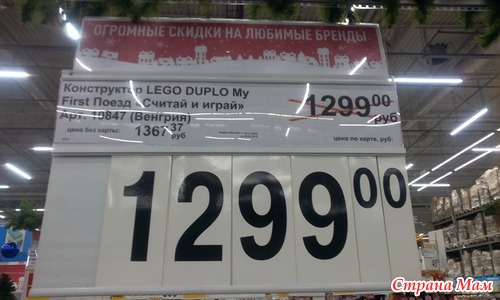 ОГРОМНЫЕ СКИДКИ НА ЛЮБИМЫЕ БРЕНДЫ
Конструктор LEGO DUPLO My
First Поезд «Считай и играй»
Арт. 10847 (Венгрия)
1299 00
руб
цена без карты: 1367 37 руб
цена по карте, руб:
1299 00
Страна Мам